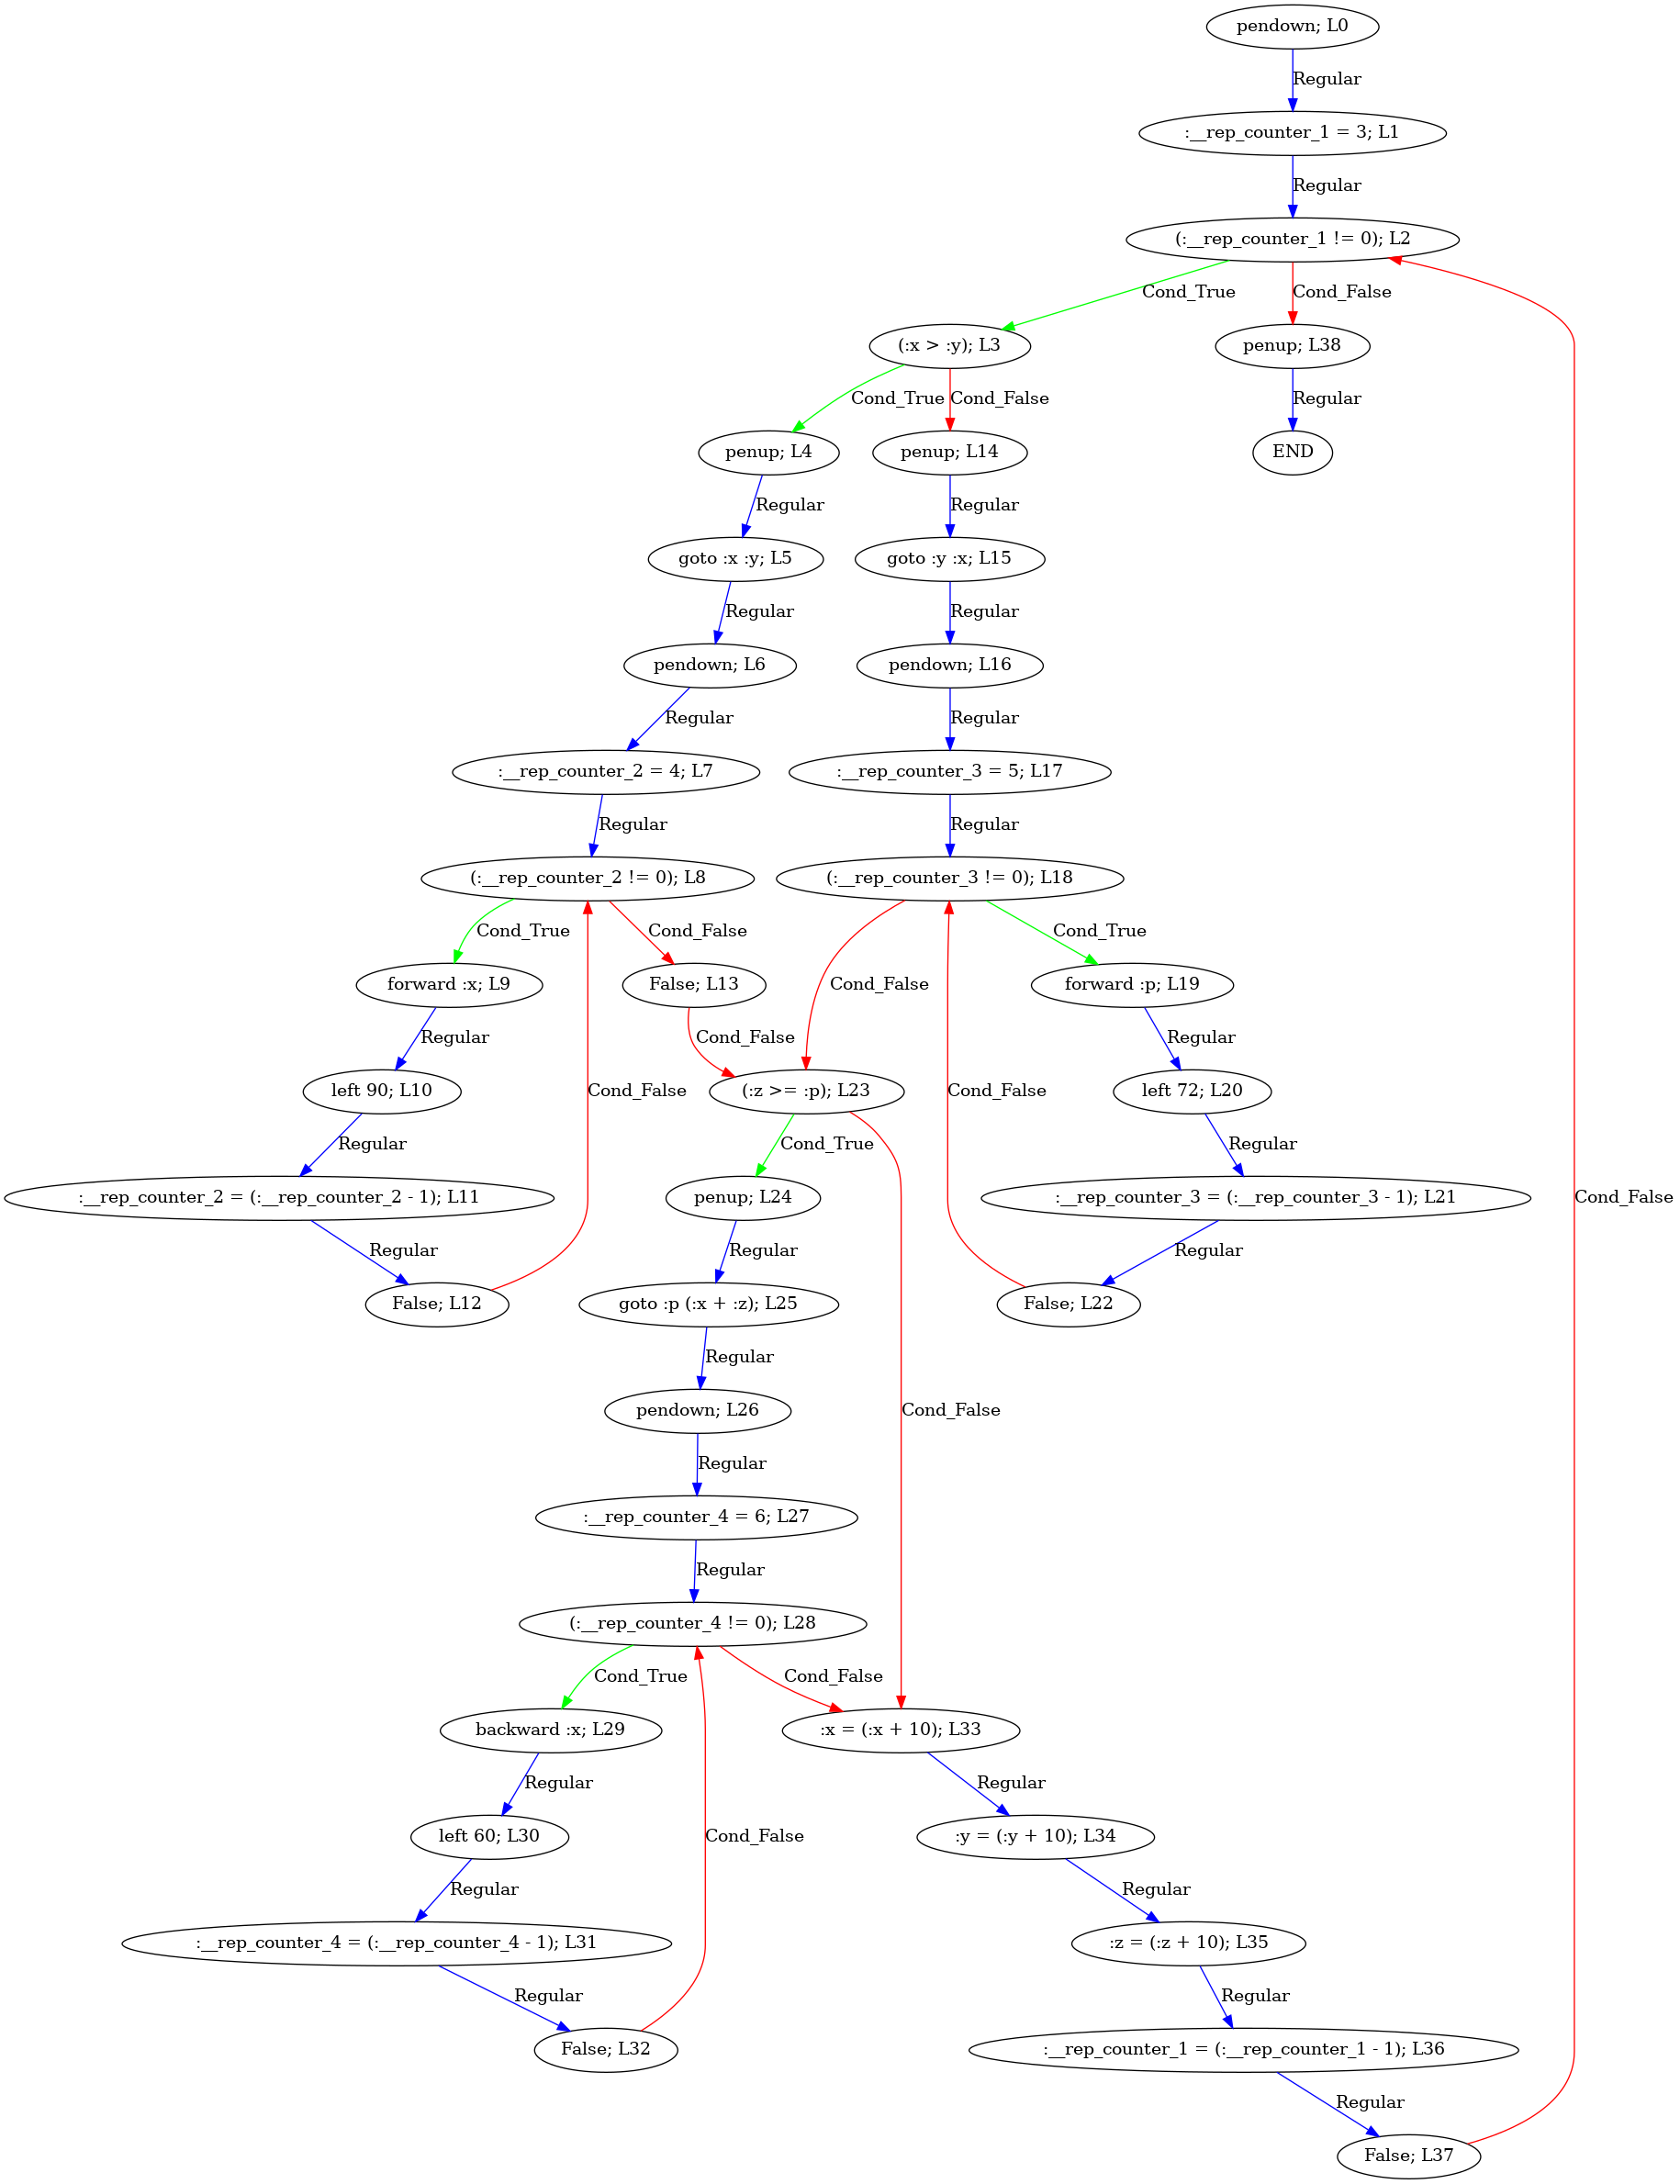 pendown; L0
Regular
:__rep_counter_1 = 3; L1
Regular
(:__rep_counter_1 != 0); L2
Cond_True
Cond_False
(:x > :y); L3
penup; L38
Cond_True
Cond_False
Regular
penup; L4
penup; L14
END
Regular
Regular
goto :x :y; L5
goto :y :x; L15
Regular
Regular
pendown; L6
pendown; L16
Regular
Regular
:__rep_counter_2 = 4; L7
:__rep_counter_3 = 5; L17
Regular
Regular
(:__rep_counter_2 != 0); L8
(:__rep_counter_3 != 0); L18
Cond_True
Cond_False
Cond_False
Cond_True
forward :x; L9
False; L13
forward :p; L19
Regular
Cond_False
Regular
left 90; L10
Cond_False
(:z >= :p); L23
Cond_False
left 72; L20
Regular
Cond_True
Regular
:__rep_counter_2 = (:__rep_counter_2 - 1); L11
penup; L24
:__rep_counter_3 = (:__rep_counter_3 - 1); L21
Cond_False
Regular
Regular
Regular
False; L12
goto :p (:x + :z); L25
False; L22
Regular
pendown; L26
Cond_False
Regular
:__rep_counter_4 = 6; L27
Regular
(:__rep_counter_4 != 0); L28
Cond_True
Cond_False
backward :x; L29
:x = (:x + 10); L33
Regular
Regular
left 60; L30
Cond_False
:y = (:y + 10); L34
Regular
Regular
:__rep_counter_4 = (:__rep_counter_4 - 1); L31
:z = (:z + 10); L35
Regular
Regular
False; L32
:__rep_counter_1 = (:__rep_counter_1 - 1); L36
Regular
False; L37